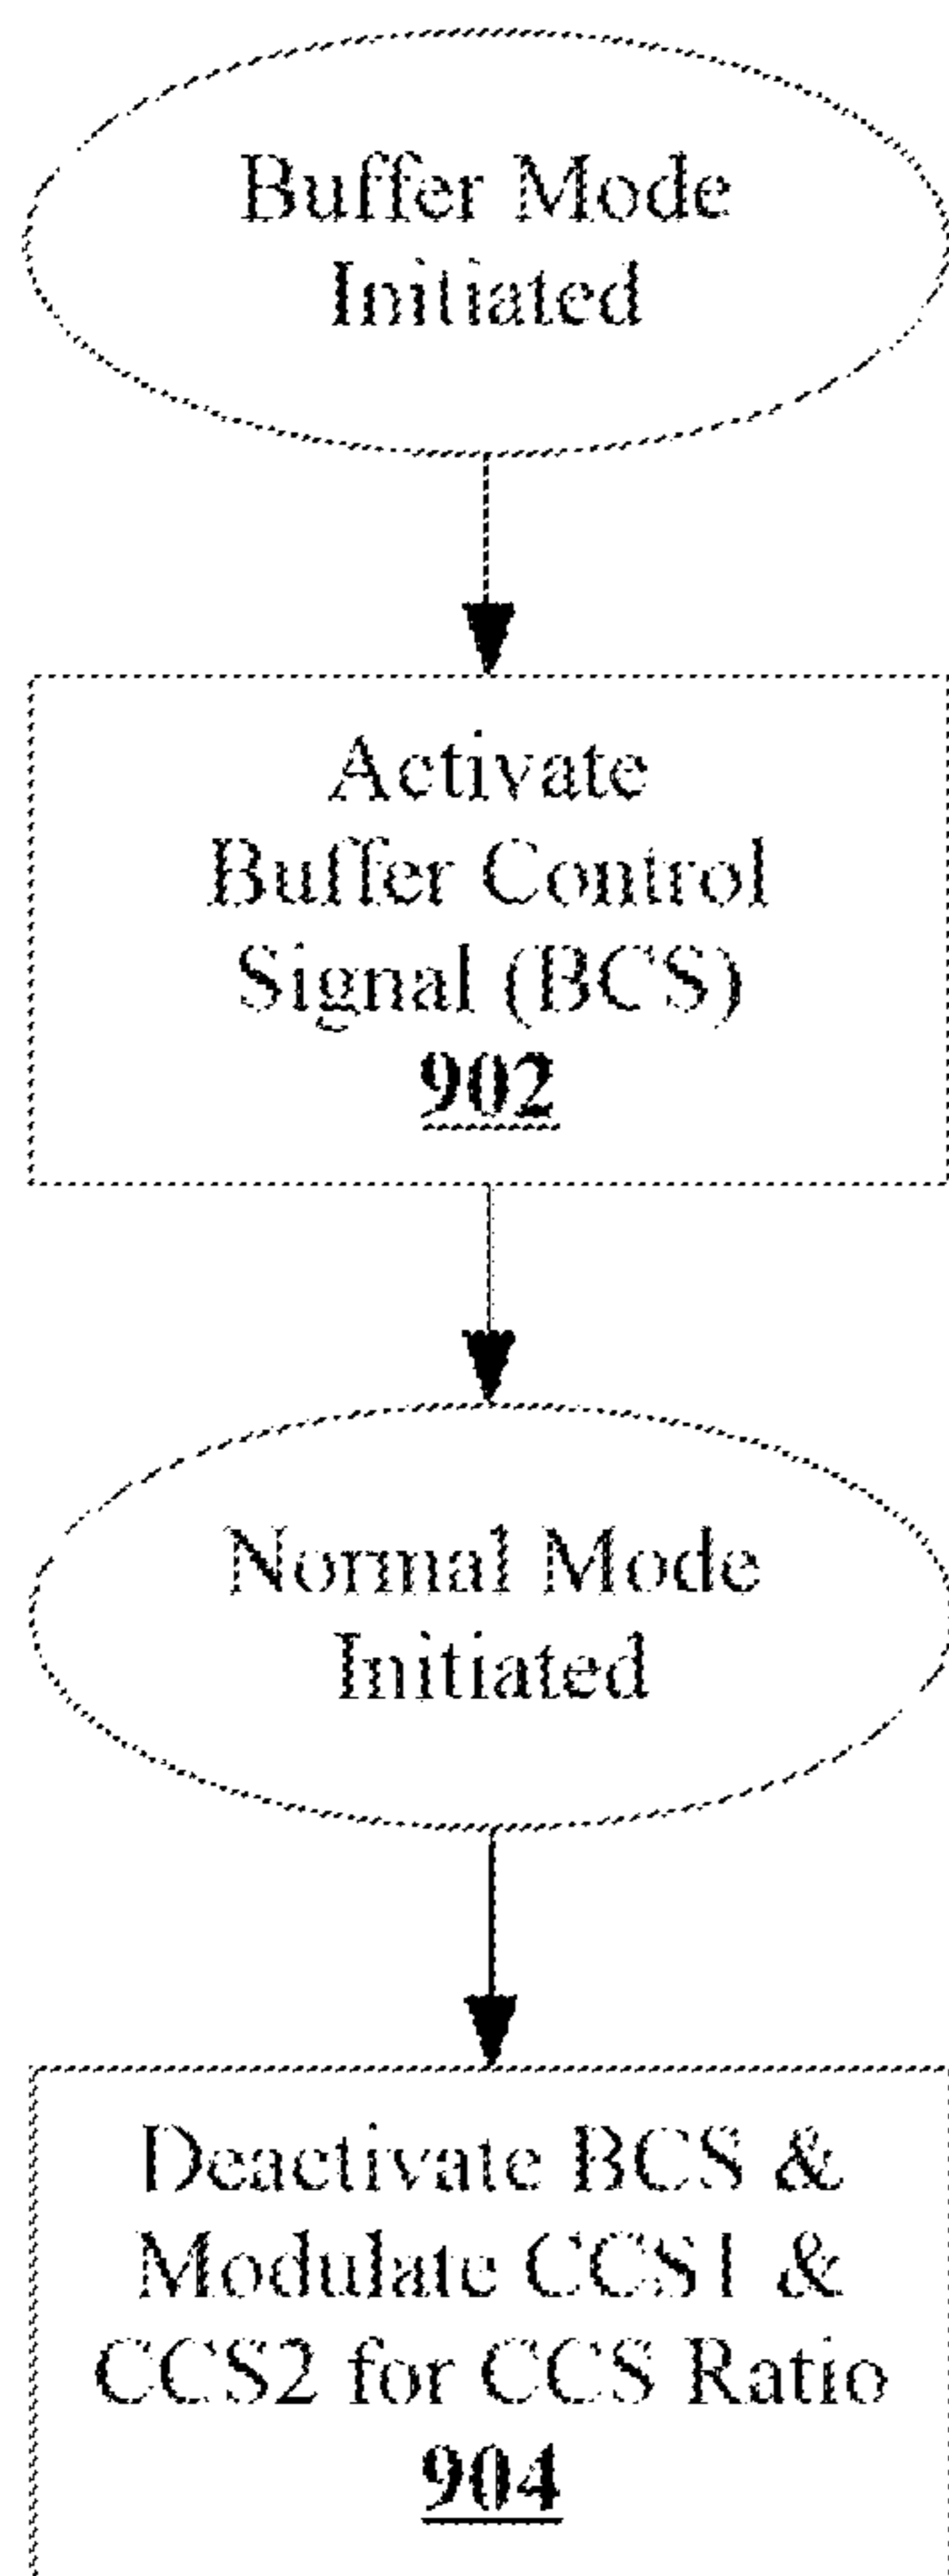 Buffer Mode
Initiated
Activate
Buffer Control
Signal (BCS)
902
Normal Mode
Initiated
Deactivate BCS &
Modulate CCS1 &
CCS2 for CCS Ratio
904